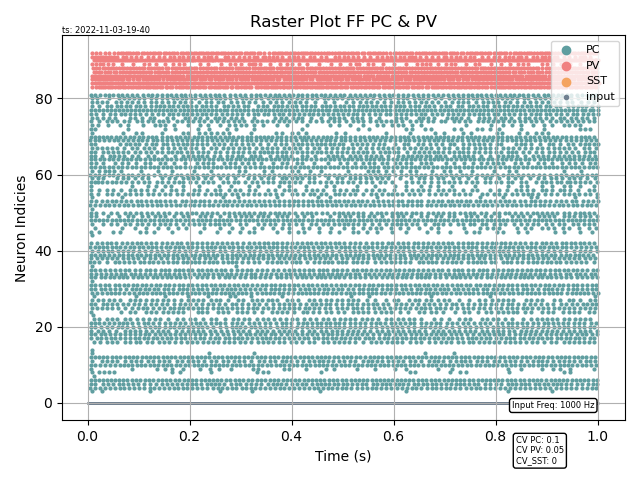 Raster Plot FF PC & PV
ts: 2022-11-03-19-40
PC
PV
SST
input
80
60
40
20
0
Neuron Indicies
Input Freq: 1000 Hz
0.0 0.2 0.4 0.6 0.8 1.0
Time (s)
CV PC: 0.1
CV PV: 0.05
CV_SST: 0